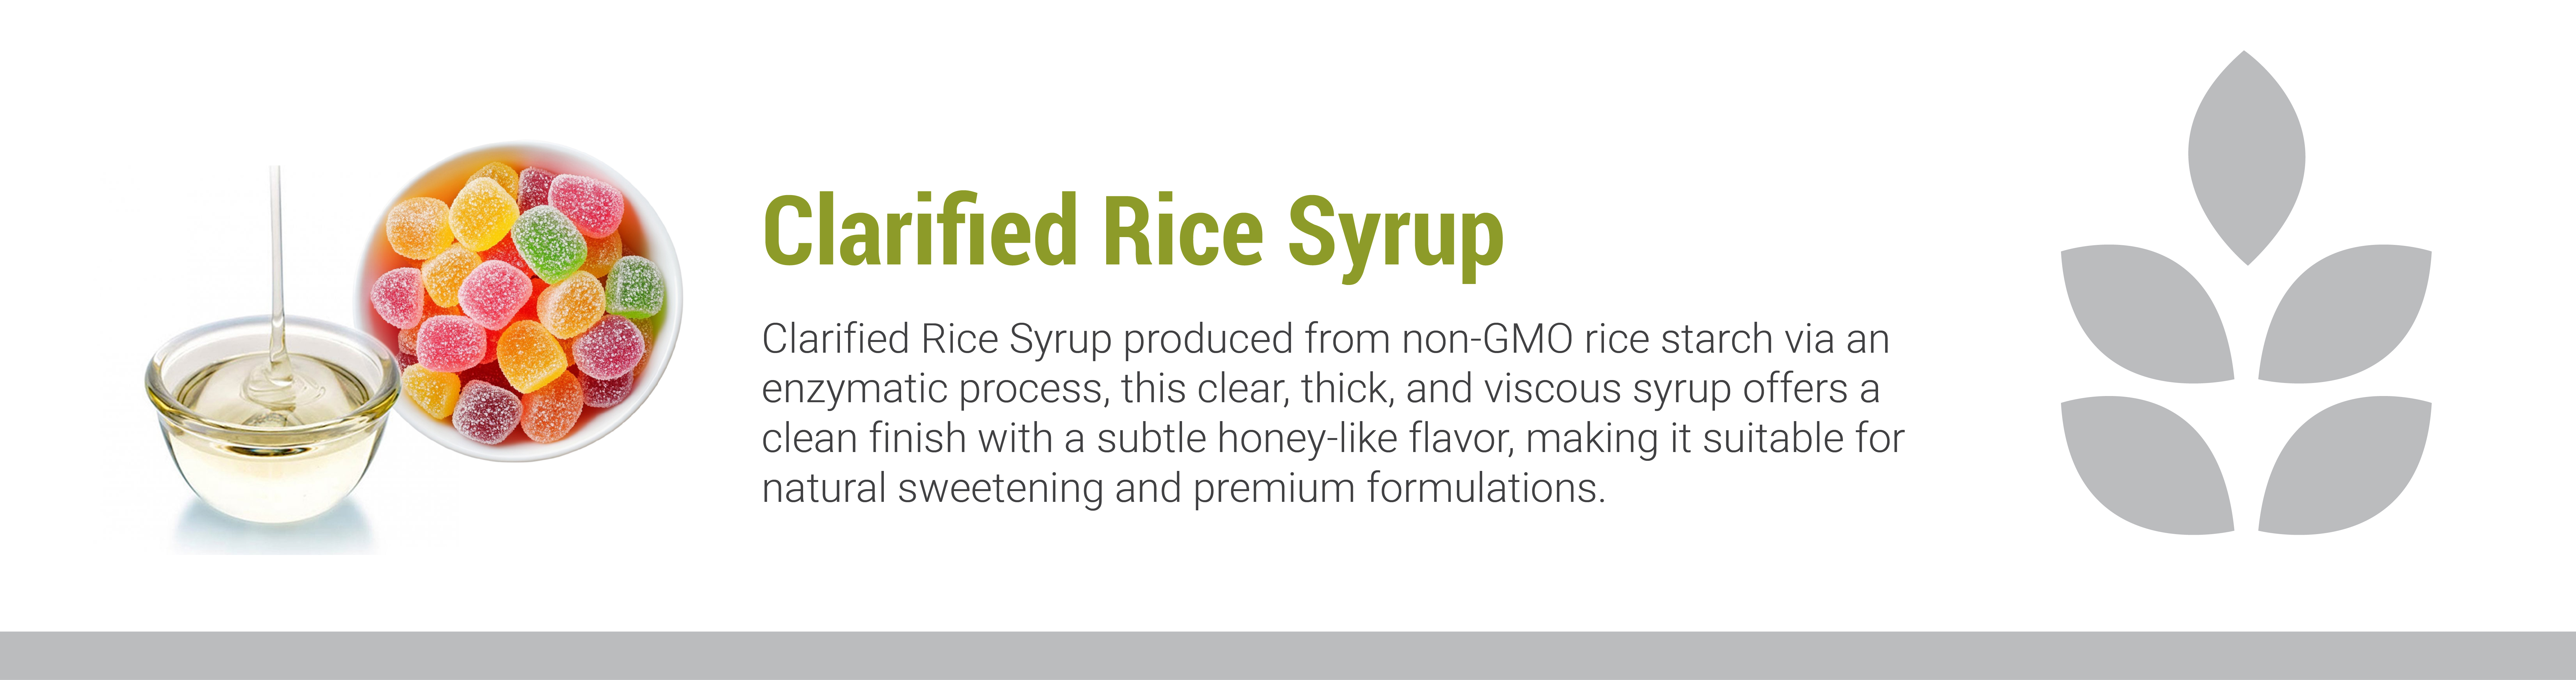 Clarified Rice Syrup
Clarified Rice Syrup produced from non-GMO rice starch via an
enzymatic process, this clear, thick, and viscous syrup offers a
clean finish with a subtle honey-like flavor, making it suitable for
natural sweetening and premium formulations.